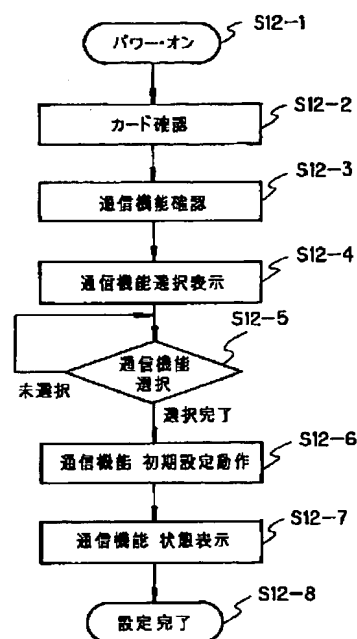 S12-1
パワー・オン
S12-2
カード確認
S12-3
通信機能確認
S12-4
通信機能選択表示
S12-5
通信機能
選択
未選択
選択完了
S12-6
通信機能 初期設定動作
S12-7
通信機能 状態表示
S12-8
設定完了